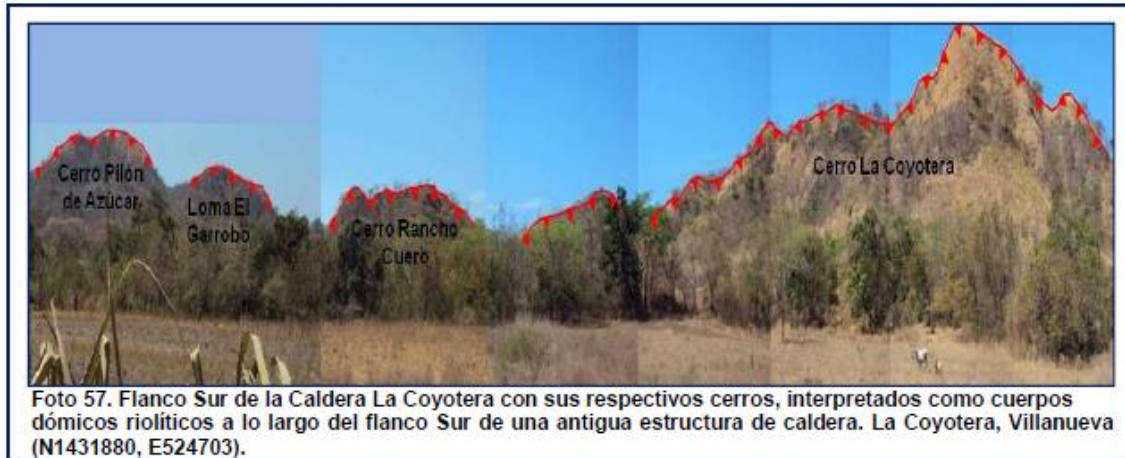 Cerro Pilón
de Azúcar
Loma El
Garrobo
Cerro Rancho
Cuero
Cerro La Coyotera
Foto 57. Flanco Sur de la Caldera La Coyotera con sus respectivos cerros, interpretados como cuerpos
dómicos riolíticos a lo largo del flanco Sur de una antigua estructura de caldera. La Coyotera, Villanueva
(N1431880, E524703).